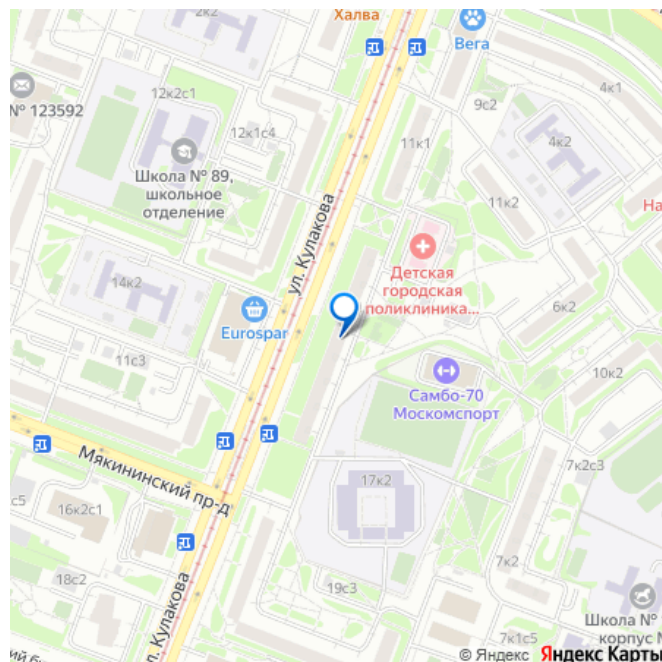 Халва
Вега
№ 123592
12к2с1
9с2
4к1
12к1с4
11к1
4к2
Школа № 89,
школьное
отделение
ул. Кулакова
11к2
На
Детская
городская
поликлиника...
14к2
Eurospar
6к2
11с3
Самбо-70
Москомспорт
10к2
Мякининский пр-д
7к2с3
17к2
с5
16к2с1
7к2
18с2
19с3
л. Кулакова
Школа №
корпус №
7к1с5
ий б
© Яндекс Яндекс Карты